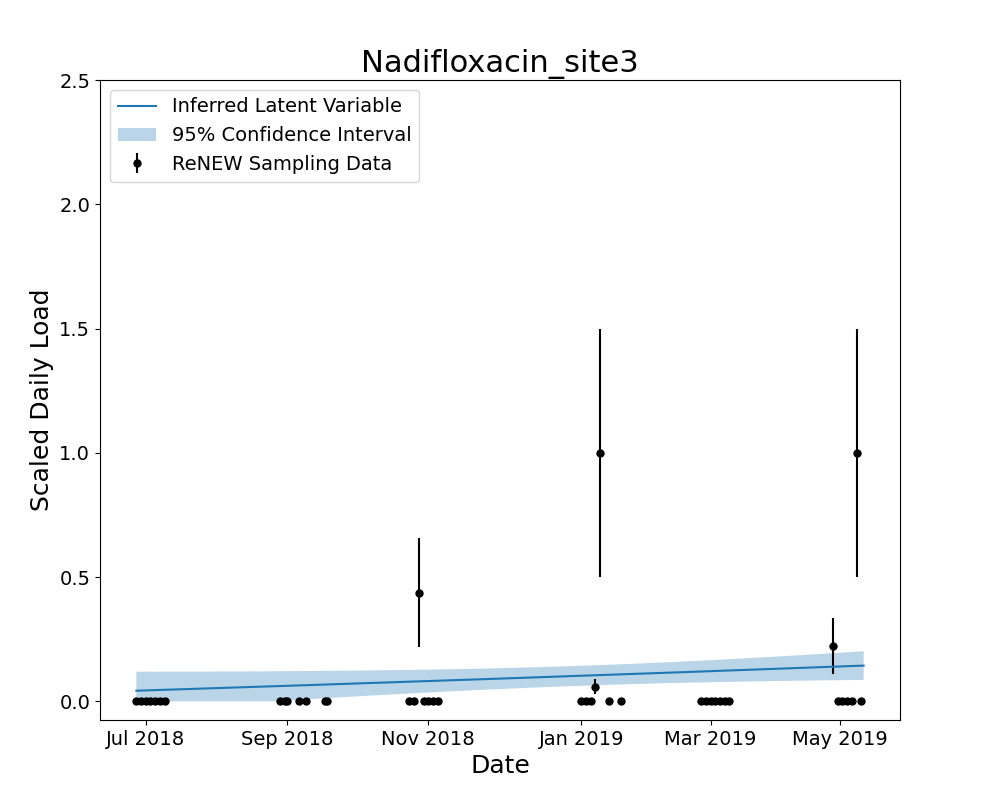 Nadifloxacin_site3
Inferred Latent Variable
95% Confidence Interval
ReNEW Sampling Data
2.5
2.0
1.5
1.0
0.5
0.0
Scaled Daily Load
Jul 2018 Sep 2018 Nov 2018 Jan 2019 Mar 2019 May 2019
Date